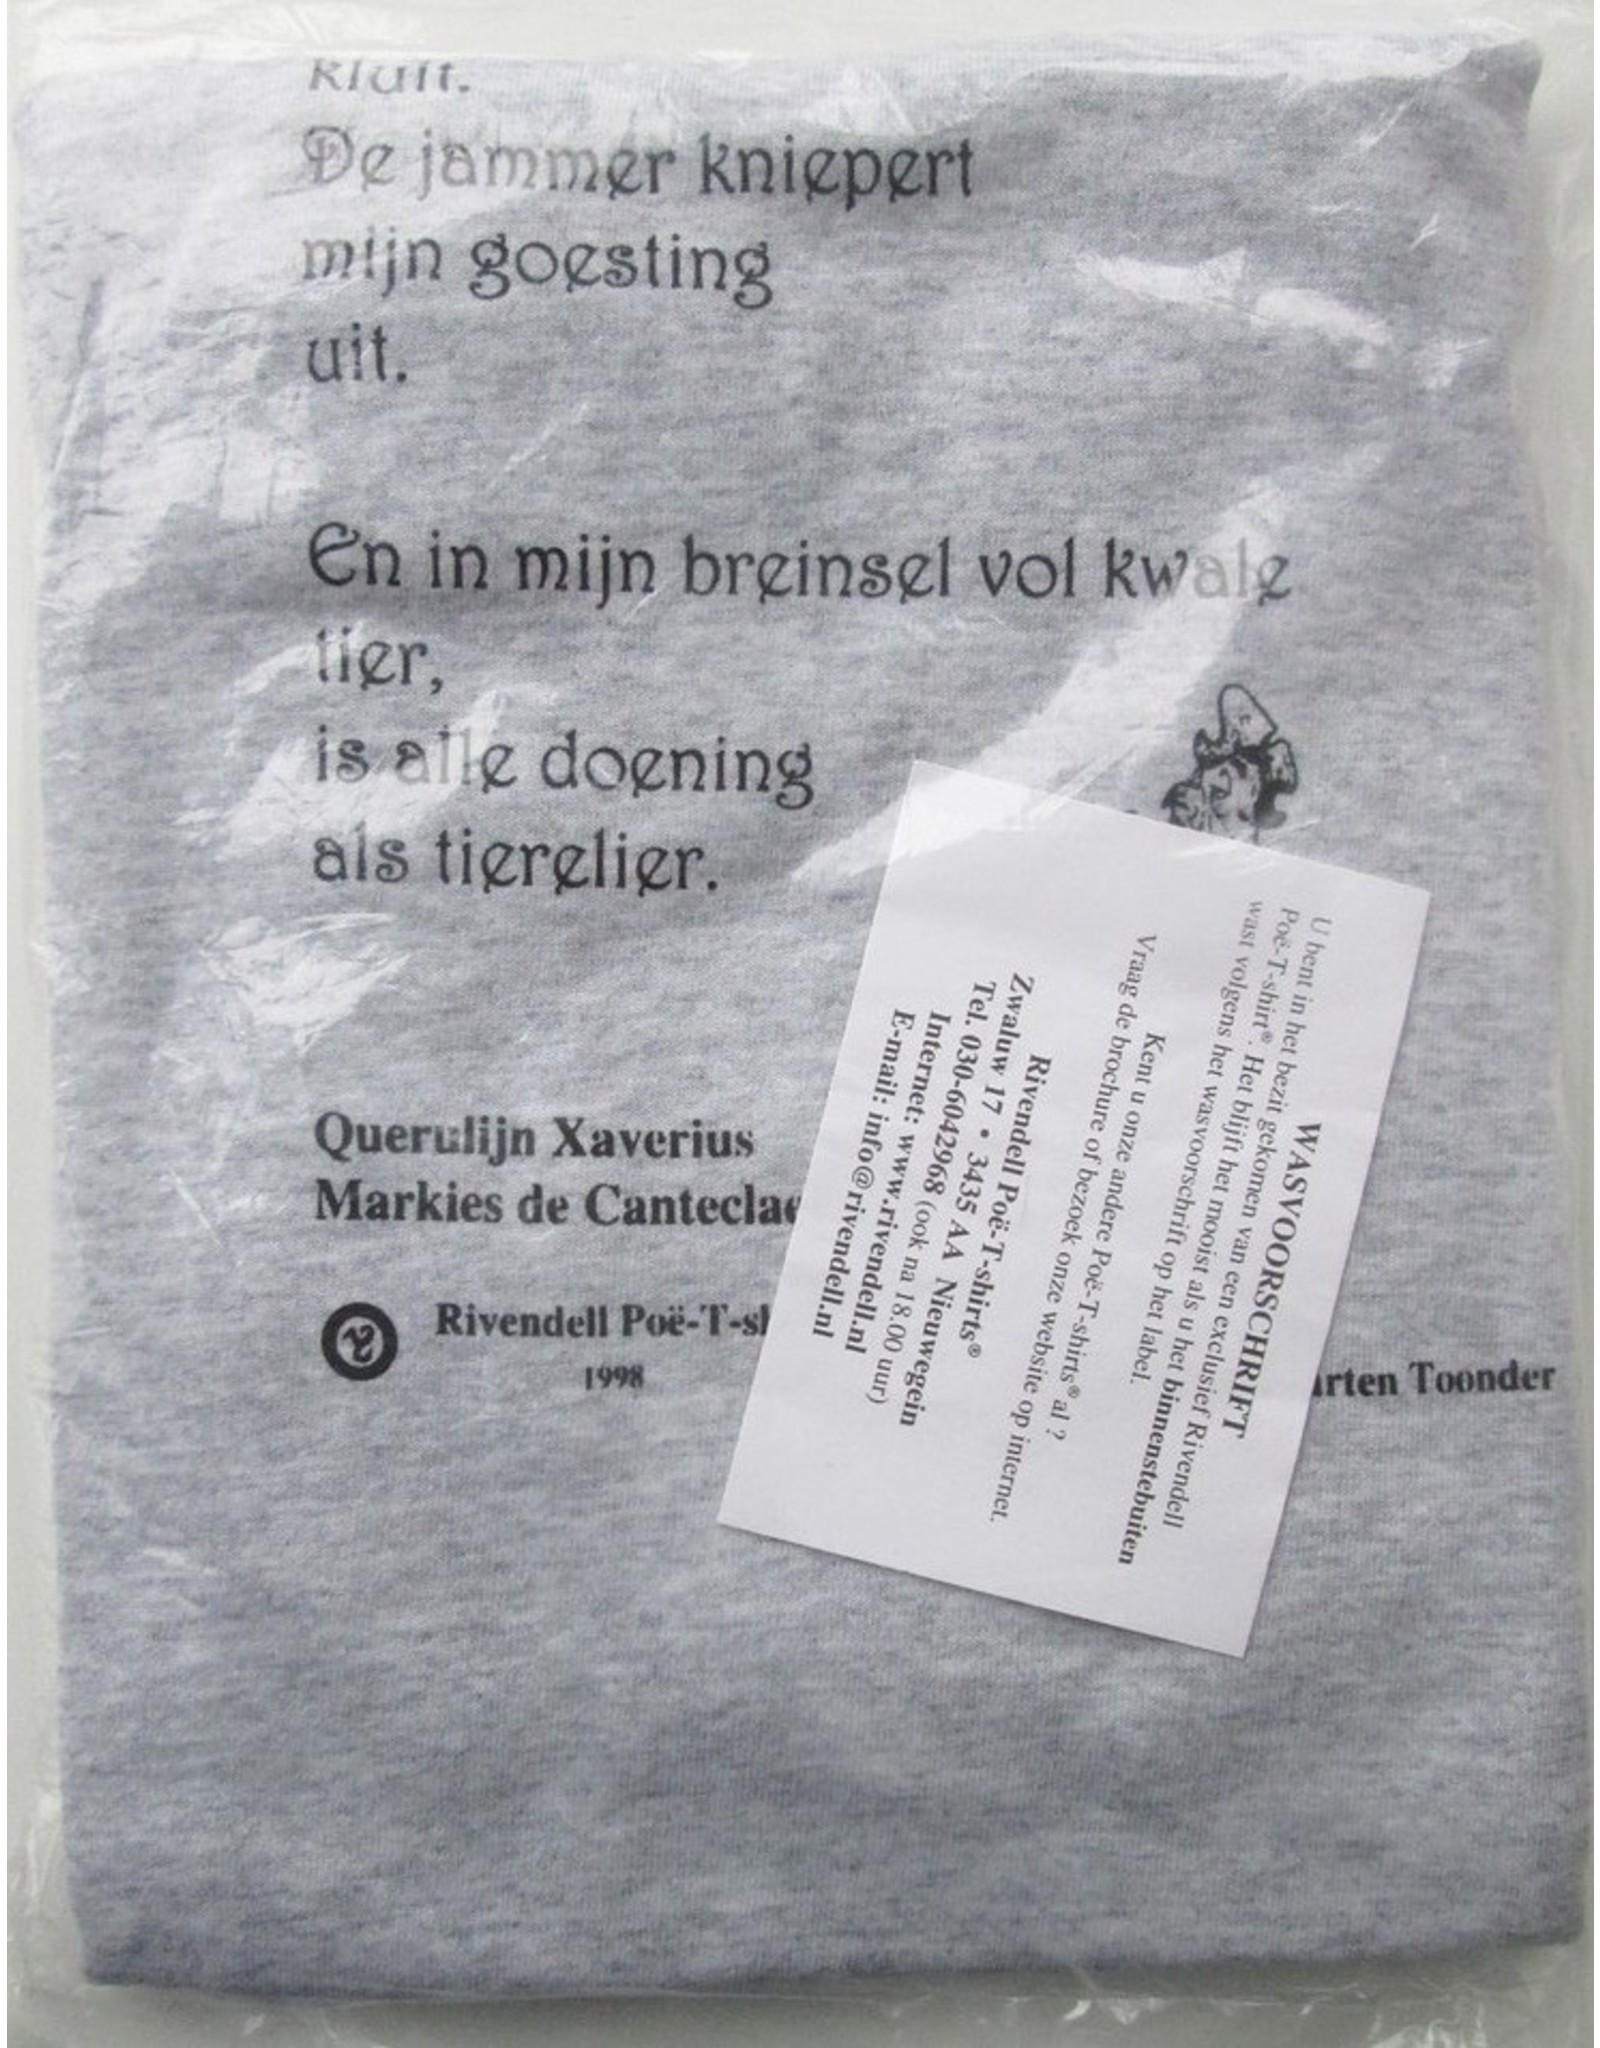 kluit.
De jammer kniepert
mijn goesting
uit.
En in mijn breinsel vol kwale
tier,
is alle doening
als tierelier.
Querulijn Xaverius
Markies de Canteclae
Rivendell Poë-T-sh
1998
arten Toonder
WASVOORSCHRIFT
U bent in het bezit gekomen van een exclusief Rivendell
Poë-T-shirt®. Het blijft het mooist als u het binnenstebuiten
wast volgens het wasvoorschrift op het label.
Kent u onze andere Poë-T-shirts® al ?
Vraag de brochure of bezoek onze website op internet.
Rivendell Poë-T-shirts®
Zwaluw 17 • 3435 AA Nieuwegein
Tel. 030-6042968 (ook na 18.00 uur)
Internet: www.rivendell.nl
E-mail: info@rivendell.nl